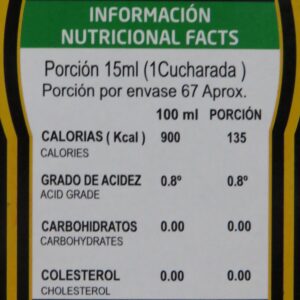 INFORMACIÓN
NUTRICIONAL FACTS
Porción 15ml (1Cucharada )
Porción por envase 67 Aprox.
100 ml PORCIÓN
CALORIAS ( Kcal ) 900 135
CALORIES
GRADO DE ACIDEZ 0.8° 0.8°
ACID GRADE
CARBOHIDRATOS 0.00 0.00
CARBOHYDRATES
COLESTEROL 0.00 0.00
CHOLESTEROL